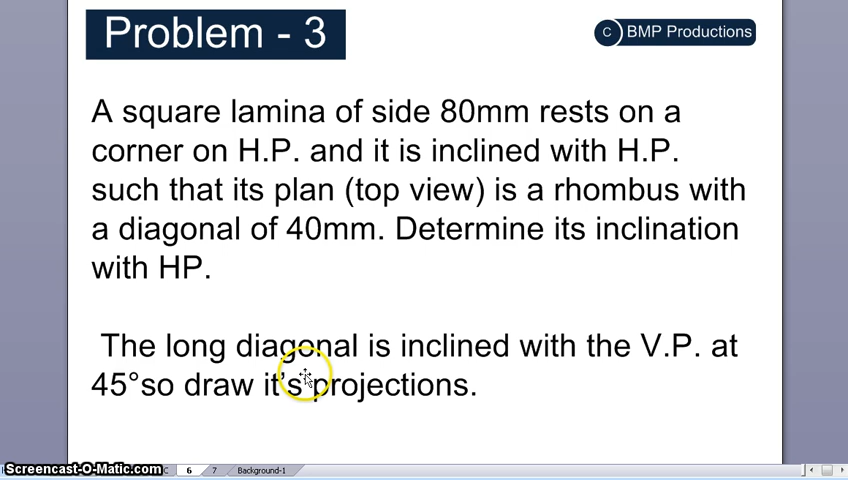 Problem - 3
C BMP Productions
A square lamina of side 80mm rests on a
corner on H.P. and it is inclined with H.P.
such that its plan (top view) is a rhombus with
a diagonal of 40mm. Determine its inclination
with HP.
The long diagonal is inclined with the V.P. at
45°so draw it's projections.
Screencast-O-Matic.com 6 7 Background-1